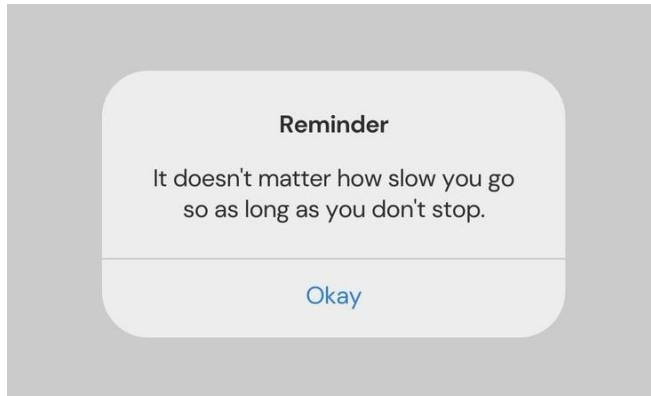 Reminder
It doesn't matter how slow you go
so as long as you don't stop.
Okay